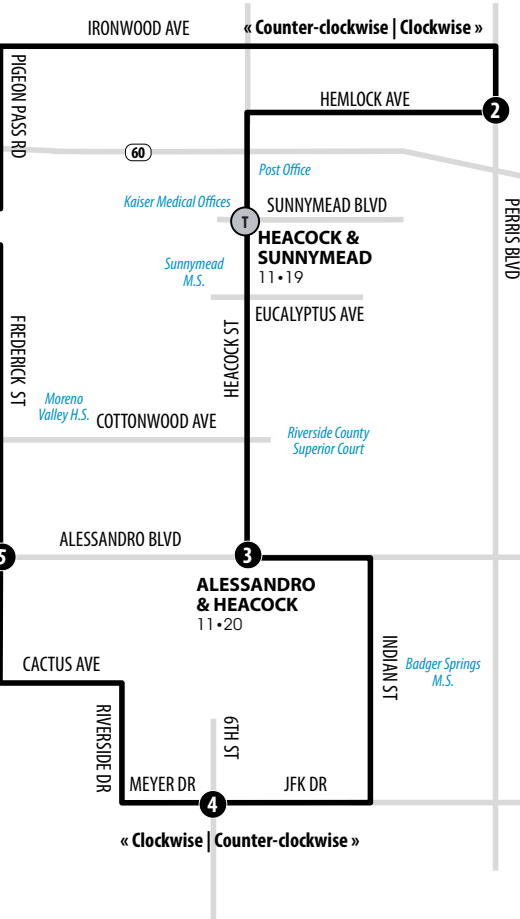 IRONWOOD AVE
« Counter-clockwise | Clockwise »
PIGEON PASS RD
HEMLOCK AVE
2
60
Post Office
Kaiser Medical Offices
SUNNYMEAD BLVD
T
PERRIS BLVD
HEACOCK &
SUNNYMEAD
11•19
Sunnymead
M.S.
EUCALYPTUS AVE
FREDERICK ST
HEACOCK ST
Moreno
Valley H.S.
COTTONWOOD AVE
Riverside County
Superior Court
ALESSANDRO BLVD
5
3
ALESSANDRO
& HEACOCK
11•20
INDIAN ST
CACTUS AVE
Badger Springs
M.S.
RIVERSIDE DR
6TH ST
MEYER DR
JFK DR
4
« Clockwise | Counter-clockwise »